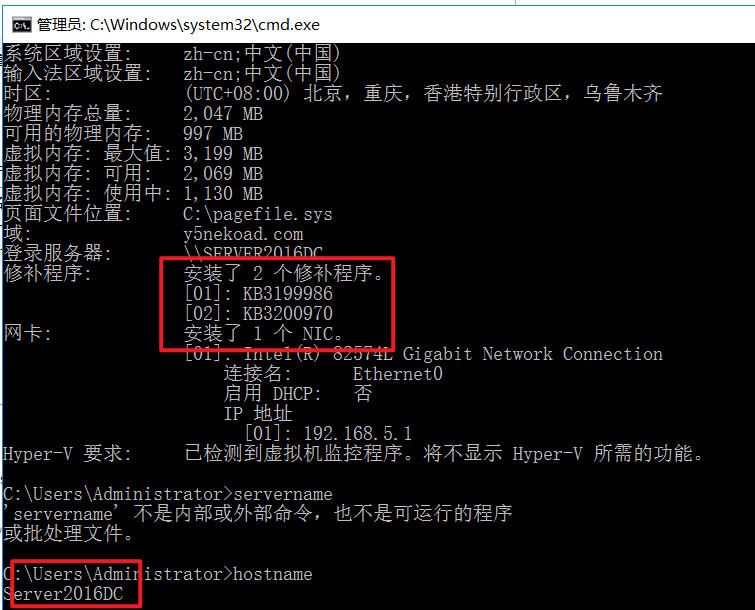 管理员: C:\Windows\system32\cmd.exe
系统区域设置: zh-cn;中文(中国)
输入法区域设置: zh-cn;中文(中国)
时区: (UTC+08:00) 北京，重庆，香港特别行政区，乌鲁木齐
物理内存总量: 2,047 MB
可用的物理内存: 997 MB
虚拟内存: 最大值: 3,199 MB
虚拟内存: 可用: 2,069 MB
虚拟内存: 使用中: 1,130 MB
页面文件位置: C:\pagefile.sys
域: y5nekoad.com
登录服务器: \\SERVER2016DC
修补程序: 安装了 2 个修补程序。
[01]: KB3199986
[02]: KB3200970
网卡: 安装了 1 个 NIC。
[01]: Intel(R) 82574L Gigabit Network Connection
连接名: Ethernet0
启用 DHCP: 否
IP 地址
[01]: 192.168.5.1
Hyper-V 要求: 已检测到虚拟机监控程序。将不显示 Hyper-V 所需的功能。
C:\Users\Administrator>servername
'servername' 不是内部或外部命令，也不是可运行的程序
或批处理文件。
C:\Users\Administrator>hostname
Server2016DC